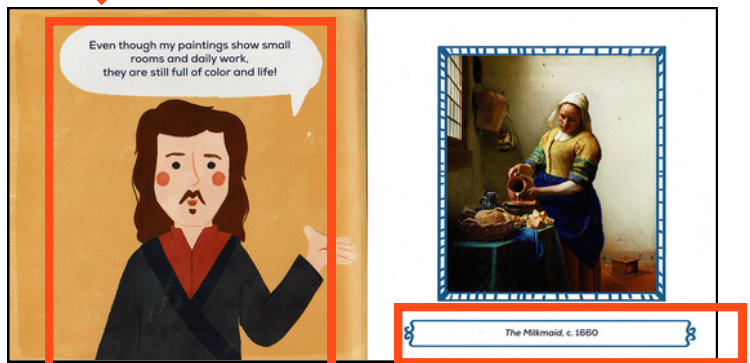 Even though my paintings show small
rooms and daily work,
they are still full of color and life!
The Milkmaid, c. 1660